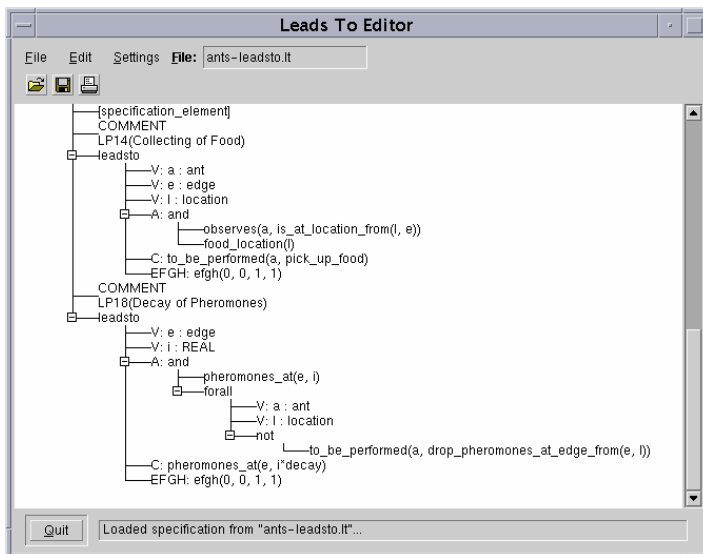 Leads To Editor
File Edit Settings File: ants-leadsto.lt
[specification_element]
COMMENT
LP14(Collecting of Food)
leadsto
V: a : ant
V: e : edge
V: l : location
A: and
observes(a, is_at_location_from(l, e))
food_location(l)
C: to_be_performed(a, pick_up_food)
EFGH: efgh(0, 0, 1, 1)
COMMENT
LP18(Decay of Pheromones)
leadsto
V: e : edge
V: i : REAL
A: and
pheromones_at(e, i)
forall
V: a : ant
V: l : location
not
to_be_performed(a, drop_pheromones_at_edge_from(e, l))
C: pheromones_at(e, i*decay)
EFGH: efgh(0, 0, 1, 1)
Quit Loaded specification from "ants-leadsto.lt"...